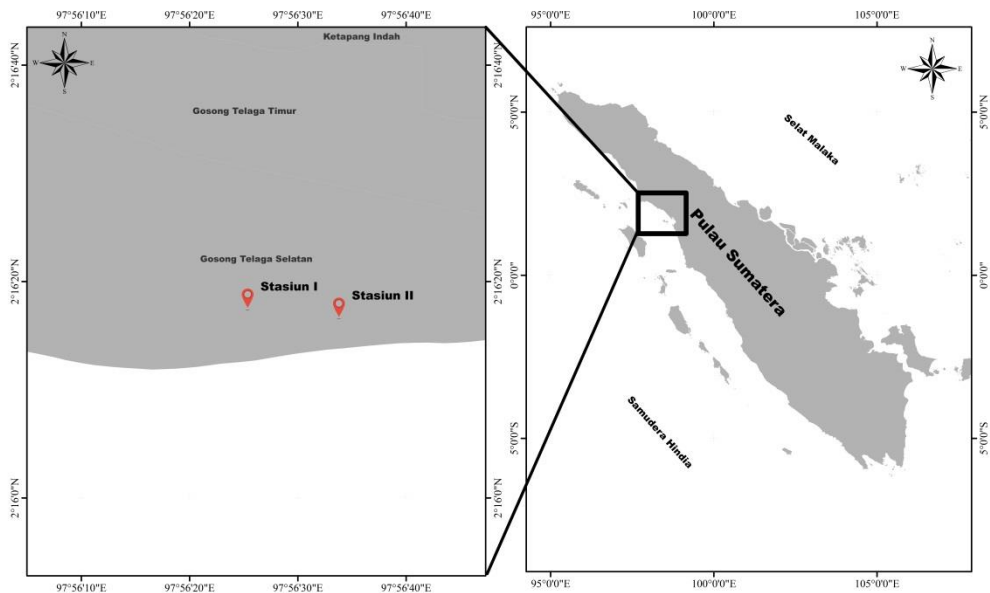 97°56'10"E 97°56'20"E 97°56'30"E 97°56'40"E
2°16'40"N
2°16'20"N
2°16'0"N
N
W E
S
Ketapang Indah
Gosong Telaga Timur
Gosong Telaga Selatan
Stasiun I
Stasiun II
2°16'40"N
2°16'20"N
2°16'0"N
97°56'10"E 97°56'20"E 97°56'30"E 97°56'40"E
95°0'0"E 100°0'0"E 105°0'0"E
5°0'0"N
0°0'0"N
5°0'0"S
N
W E
S
Selat Malaka
Pulau Sumatera
Samudera Hindia
5°0'0"N
0°0'0"N
5°0'0"S
95°0'0"E 100°0'0"E 105°0'0"E